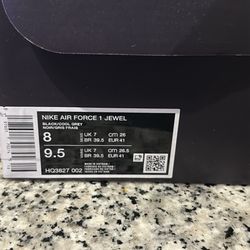 NIKE AIR FORCE 1 JEWEL
BLACK/COOL GREY
NOIR/GRIS FRAIS
8 UK 7 CM 26
BR 39.5 EUR 41
9.5 UK 7 CM 26.5
BR 39.5 EUR 41
HQ3827 002